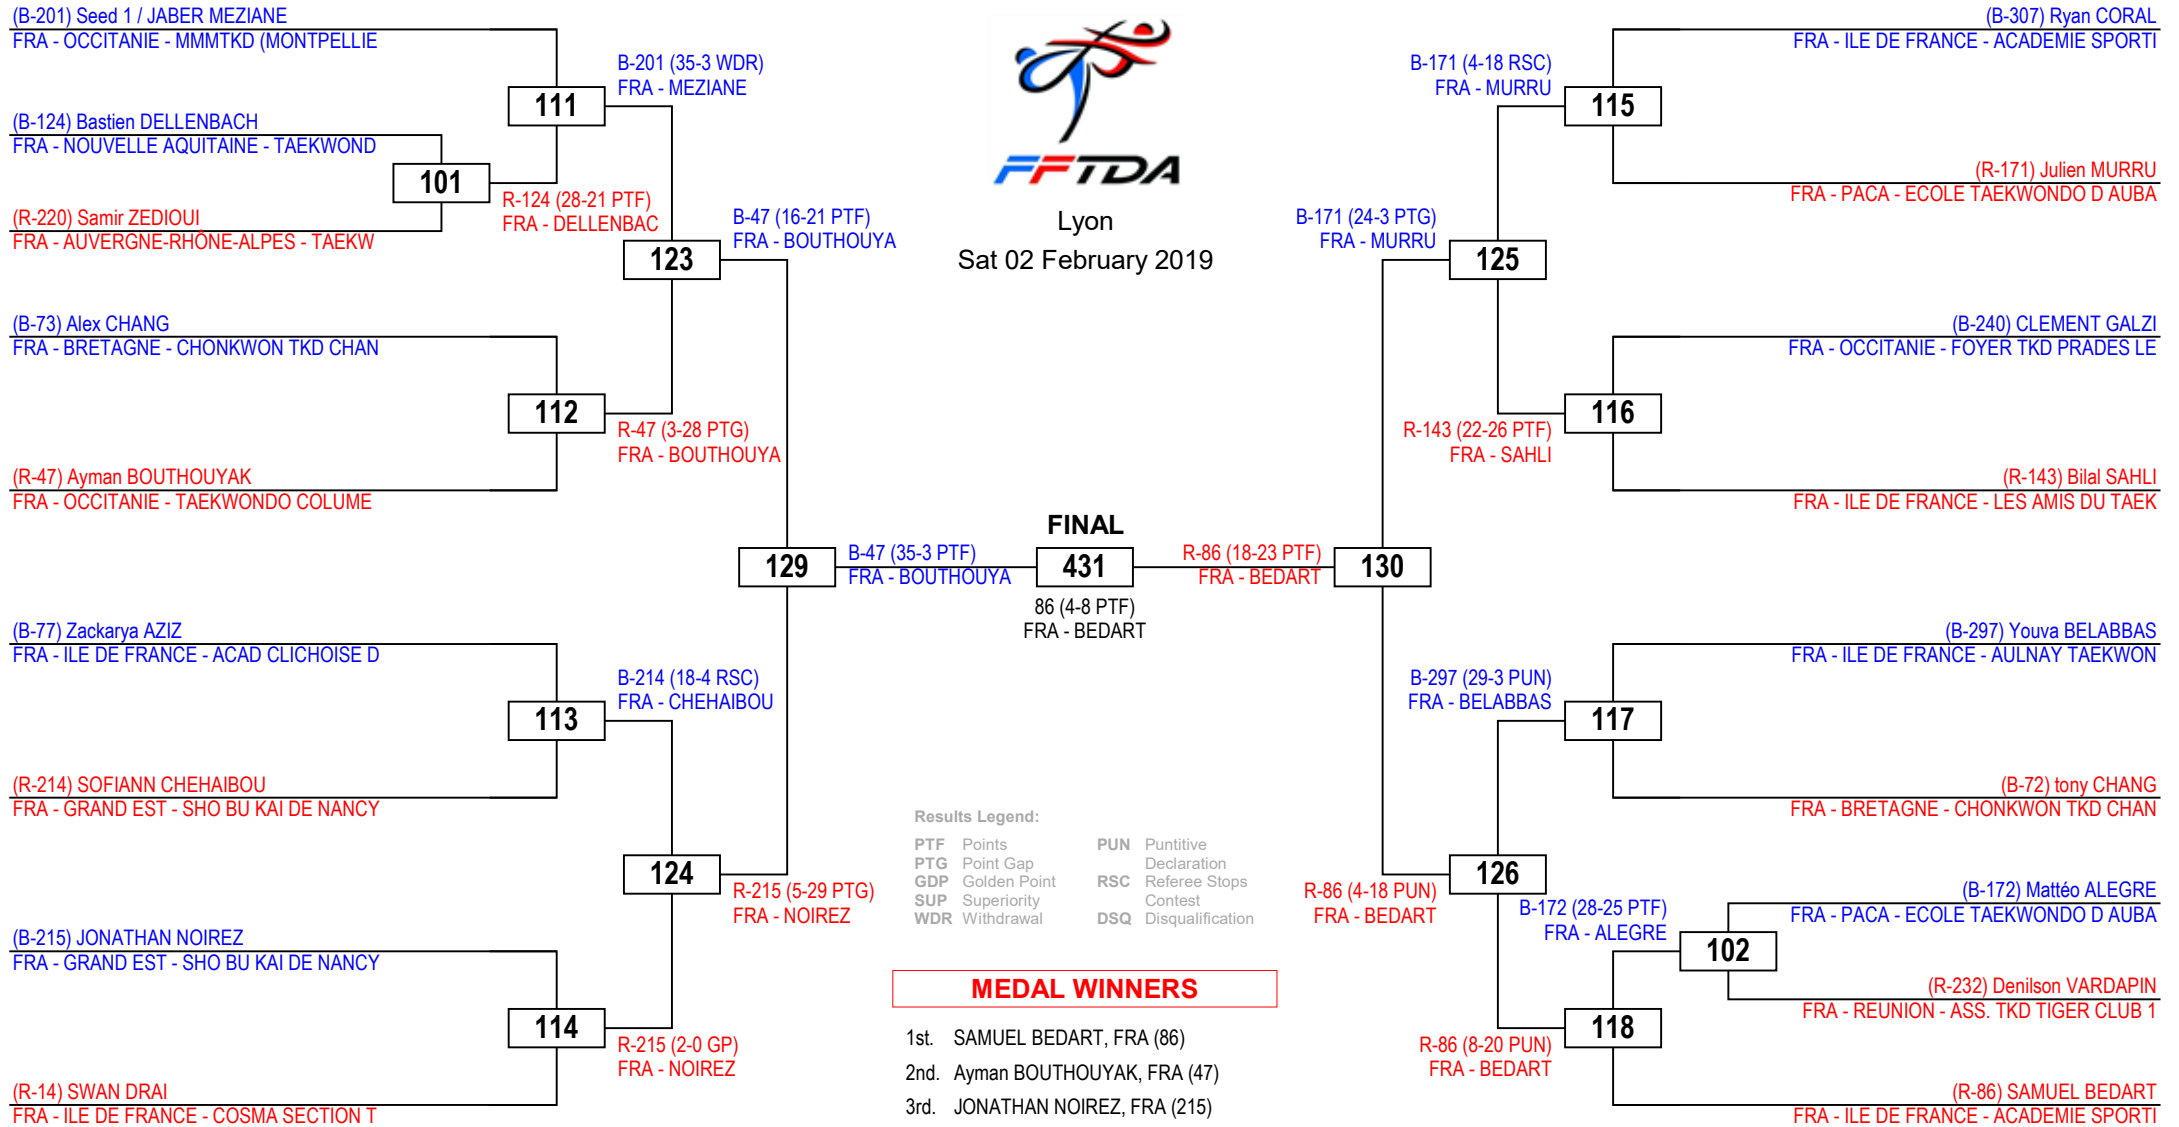 (B-201) Seed 1 / JABER MEZIANE
FRA - OCCITANIE - MMMTKD (MONTPELLIE
B-201 (35-3 WDR)
FRA - MEZIANE
111
(B-124) Bastien DELLENBACH
FRA - NOUVELLE AQUITAINE - TAEKWOND
101
R-124 (28-21 PTF)
FRA - DELLENBAC
(R-220) Samir ZEDIOUI
FRA - AUVERGNE-RHÔNE-ALPES - TAEKW
B-47 (16-21 PTF)
FRA - BOUTHOUYA
123
(B-73) Alex CHANG
FRA - BRETAGNE - CHONKWON TKD CHAN
112
R-47 (3-28 PTG)
FRA - BOUTHOUYA
(R-47) Ayman BOUTHOUYAK
FRA - OCCITANIE - TAEKWONDO COLUME
129
B-47 (35-3 PTF)
FRA - BOUTHOUYA
(B-77) Zackarya AZIZ
FRA - ILE DE FRANCE - ACAD CLICHOISE D
B-214 (18-4 RSC)
FRA - CHEHAIBOU
113
(R-214) SOFIANN CHEHAIBOU
FRA - GRAND EST - SHO BU KAI DE NANCY
124
R-215 (5-29 PTG)
FRA - NOIREZ
(B-215) JONATHAN NOIREZ
FRA - GRAND EST - SHO BU KAI DE NANCY
114
R-215 (2-0 GP)
FRA - NOIREZ
(R-14) SWAN DRAI
FRA - ILE DE FRANCE - COSMA SECTION T
FFTDA
Lyon
Sat 02 February 2019
FINAL
431
86 (4-8 PTF)
FRA - BEDART
Results Legend:
PTF Points
PTG Point Gap
GDP Golden Point
SUP Superiority
WDR Withdrawal
PUN Puntitive
Declaration
RSC Referee Stops
Contest
DSQ Disqualification
MEDAL WINNERS
1st. SAMUEL BEDART, FRA (86)
2nd. Ayman BOUTHOUYAK, FRA (47)
3rd. JONATHAN NOIREZ, FRA (215)
(B-307) Ryan CORAL
FRA - ILE DE FRANCE - ACADEMIE SPORTI
B-171 (4-18 RSC)
FRA - MURRU
115
(R-171) Julien MURRU
FRA - PACA - ECOLE TAEKWONDO D AUBA
B-171 (24-3 PTG)
FRA - MURRU
125
(B-240) CLEMENT GALZI
FRA - OCCITANIE - FOYER TKD PRADES LE
116
R-143 (22-26 PTF)
FRA - SAHLI
(R-143) Bilal SAHLI
FRA - ILE DE FRANCE - LES AMIS DU TAEK
R-86 (18-23 PTF)
FRA - BEDART
130
(B-297) Youva BELABBAS
FRA - ILE DE FRANCE - AULNAY TAEKWON
B-297 (29-3 PUN)
FRA - BELABBAS
117
(B-72) tony CHANG
FRA - BRETAGNE - CHONKWON TKD CHAN
126
R-86 (4-18 PUN)
FRA - BEDART
(B-172) Mattéo ALEGRE
FRA - PACA - ECOLE TAEKWONDO D AUBA
B-172 (28-25 PTF)
FRA - ALEGRE
102
(R-232) Denilson VARDAPIN
FRA - REUNION - ASS. TKD TIGER CLUB 1
118
R-86 (8-20 PUN)
FRA - BEDART
(R-86) SAMUEL BEDART
FRA - ILE DE FRANCE - ACADEMIE SPORTI